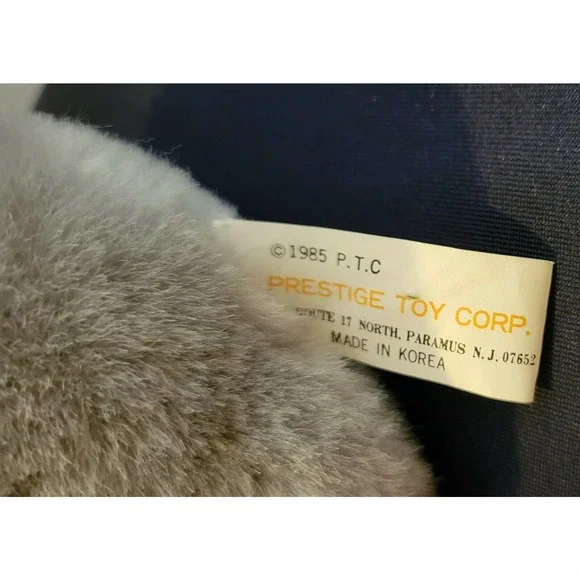 ©1985 P.T.C
PRESTIGE TOY CORP.
ROUTE 17 NORTH, PARAMUS N.J. 07652
MADE IN KOREA